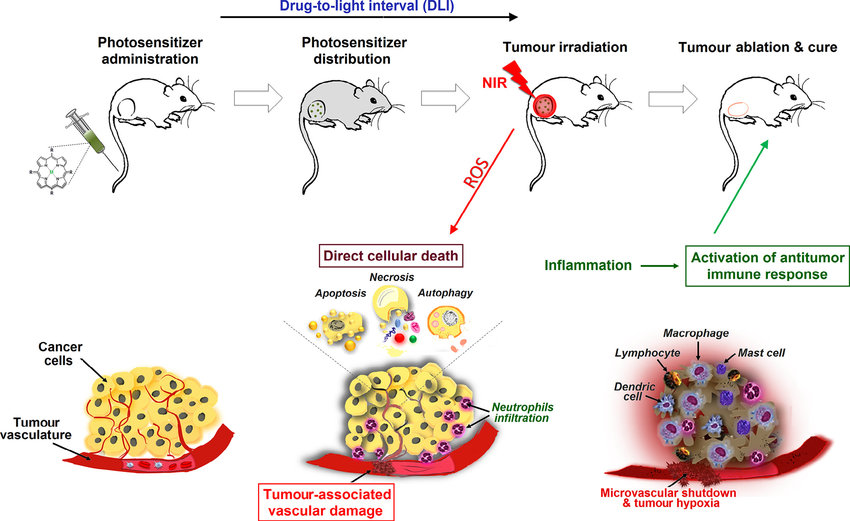 Drug-to-light interval (DLI)
Photosensitizer
administration
Photosensitizer
distribution
Tumour irradiation
Tumour ablation & cure
NIR
R
R
M
R
R
ROS
Direct cellular death
Inflammation
Activation of antitumor
immune response
Necrosis
Apoptosis
Autophagy
Cancer
cells
Tumour
vasculature
Neutrophils
infiltration
Tumour-associated
vascular damage
Macrophage
Lymphocyte
Mast cell
Dendric
cell
Microvascular shutdown
& tumour hypoxia